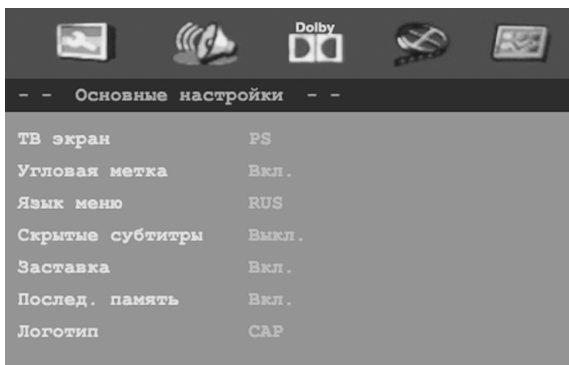 Dolby
- - Основные настройки - -
ТВ экран PS
Угловая метка Вкл.
Язык меню RUS
Скрытые субтитры Выкл.
Заставка Вкл.
Послед. память Вкл.
Логотип CAP